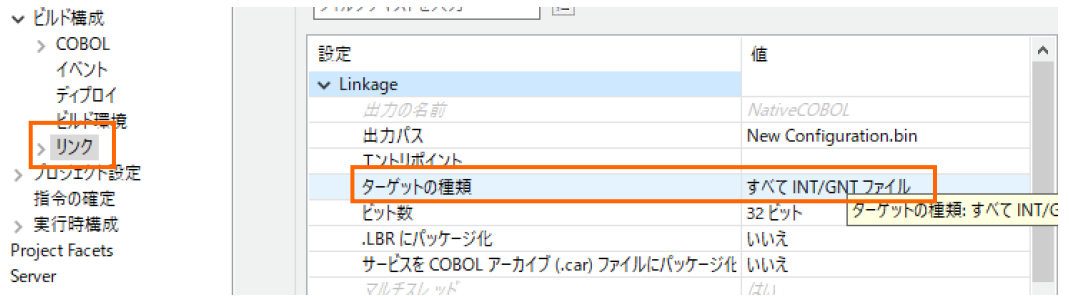 ビルド構成
COBOL
イベント
ディプロイ
ビルド環境
リンク
プロジェクト設定
指令の確定
実行時構成
Project Facets
Server
設定 値
Linkage
出力の名前 NativeCOBOL
出力パス New Configuration.bin
エントリポイント
ターゲットの種類 すべて INT/GNT ファイル
ビット数 32 ビット
ターゲットの種類: すべて INT/G
.LBR にパッケージ化 いいえ
サービスを COBOL アーカイブ (.car) ファイルにパッケージ化 いいえ
マルチスレッド はい